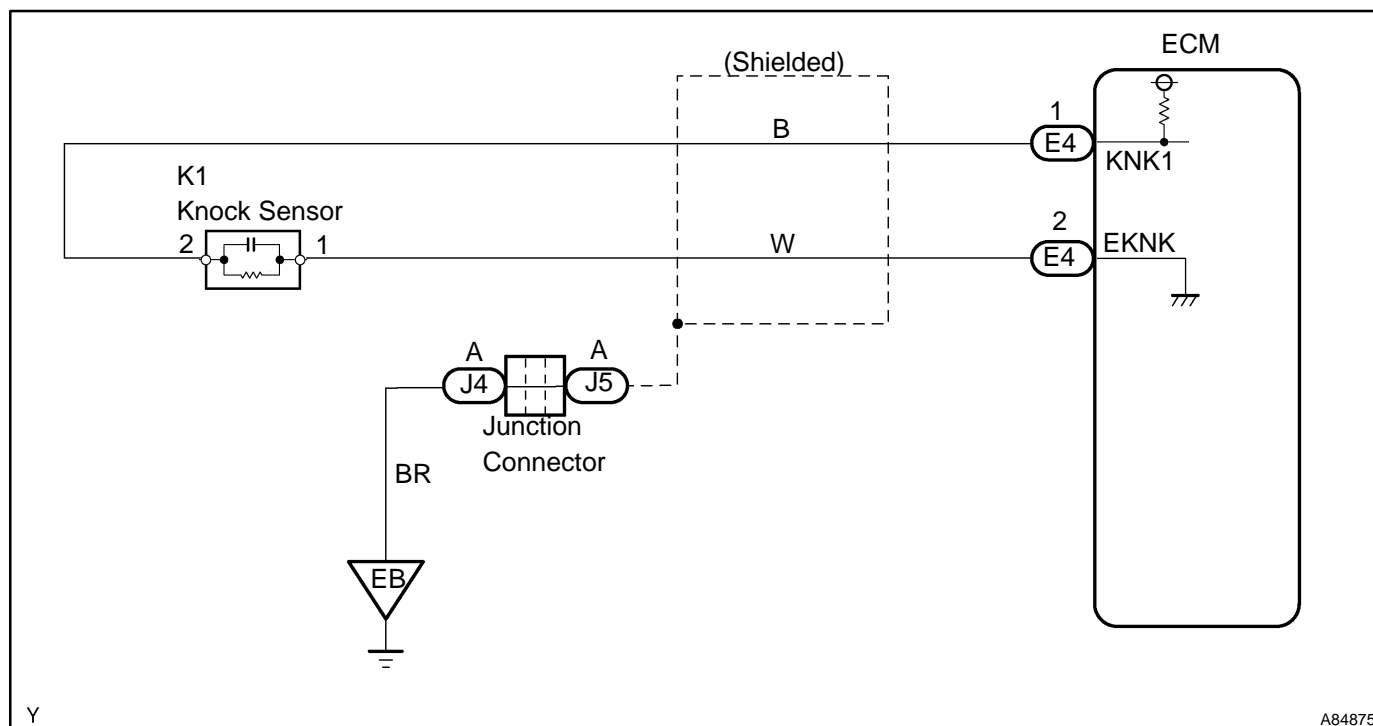 ECM
(Shielded)
1
B
E4
KNK1
K1
Knock Sensor
2
1
W
2
E4
EKNK
A
A
J4
J5
Junction
Connector
BR
EB
Y
A84875